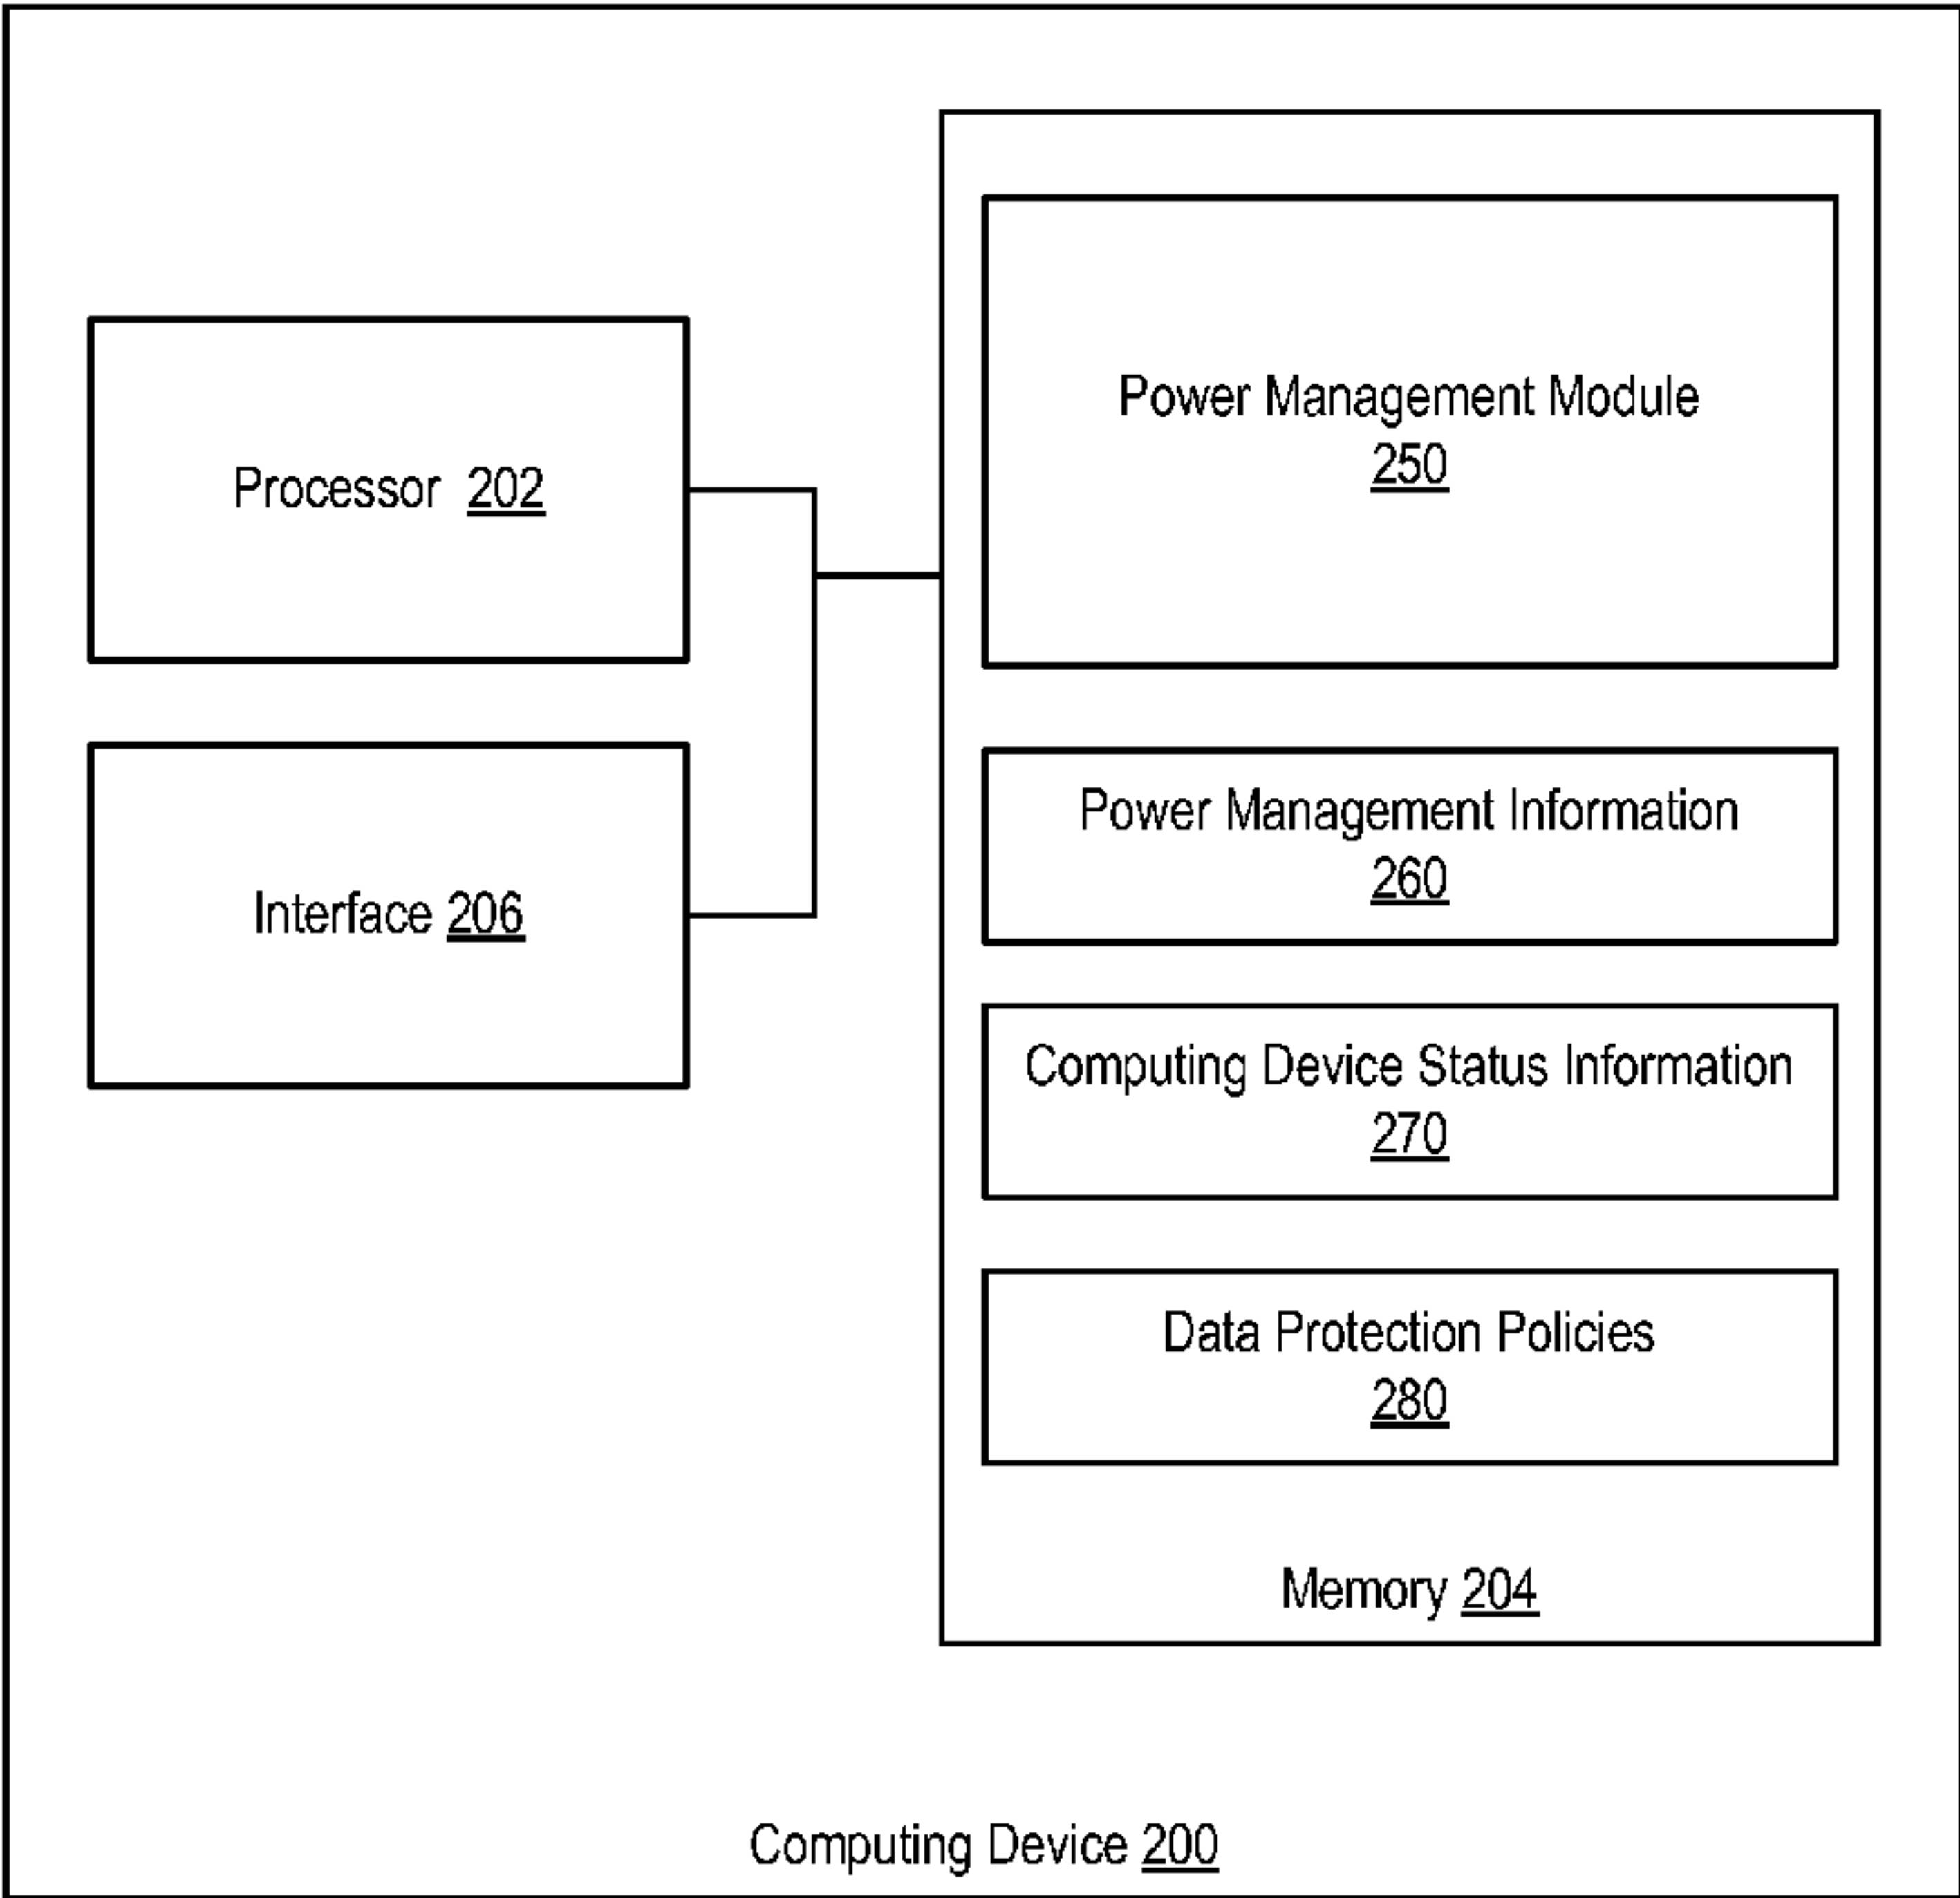 Power Management Module
250
Processor 202
Power Management Information
260
Interface 206
Computing Device Status Information
270
Data Protection Policies
280
Memory 204
Computing Device 200